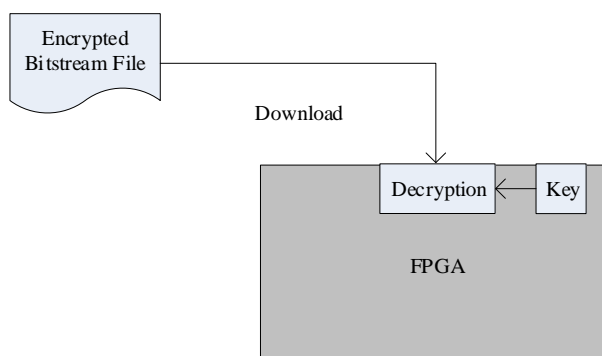 Encrypted
Bitstream File
Download
Decryption
Key
FPGA